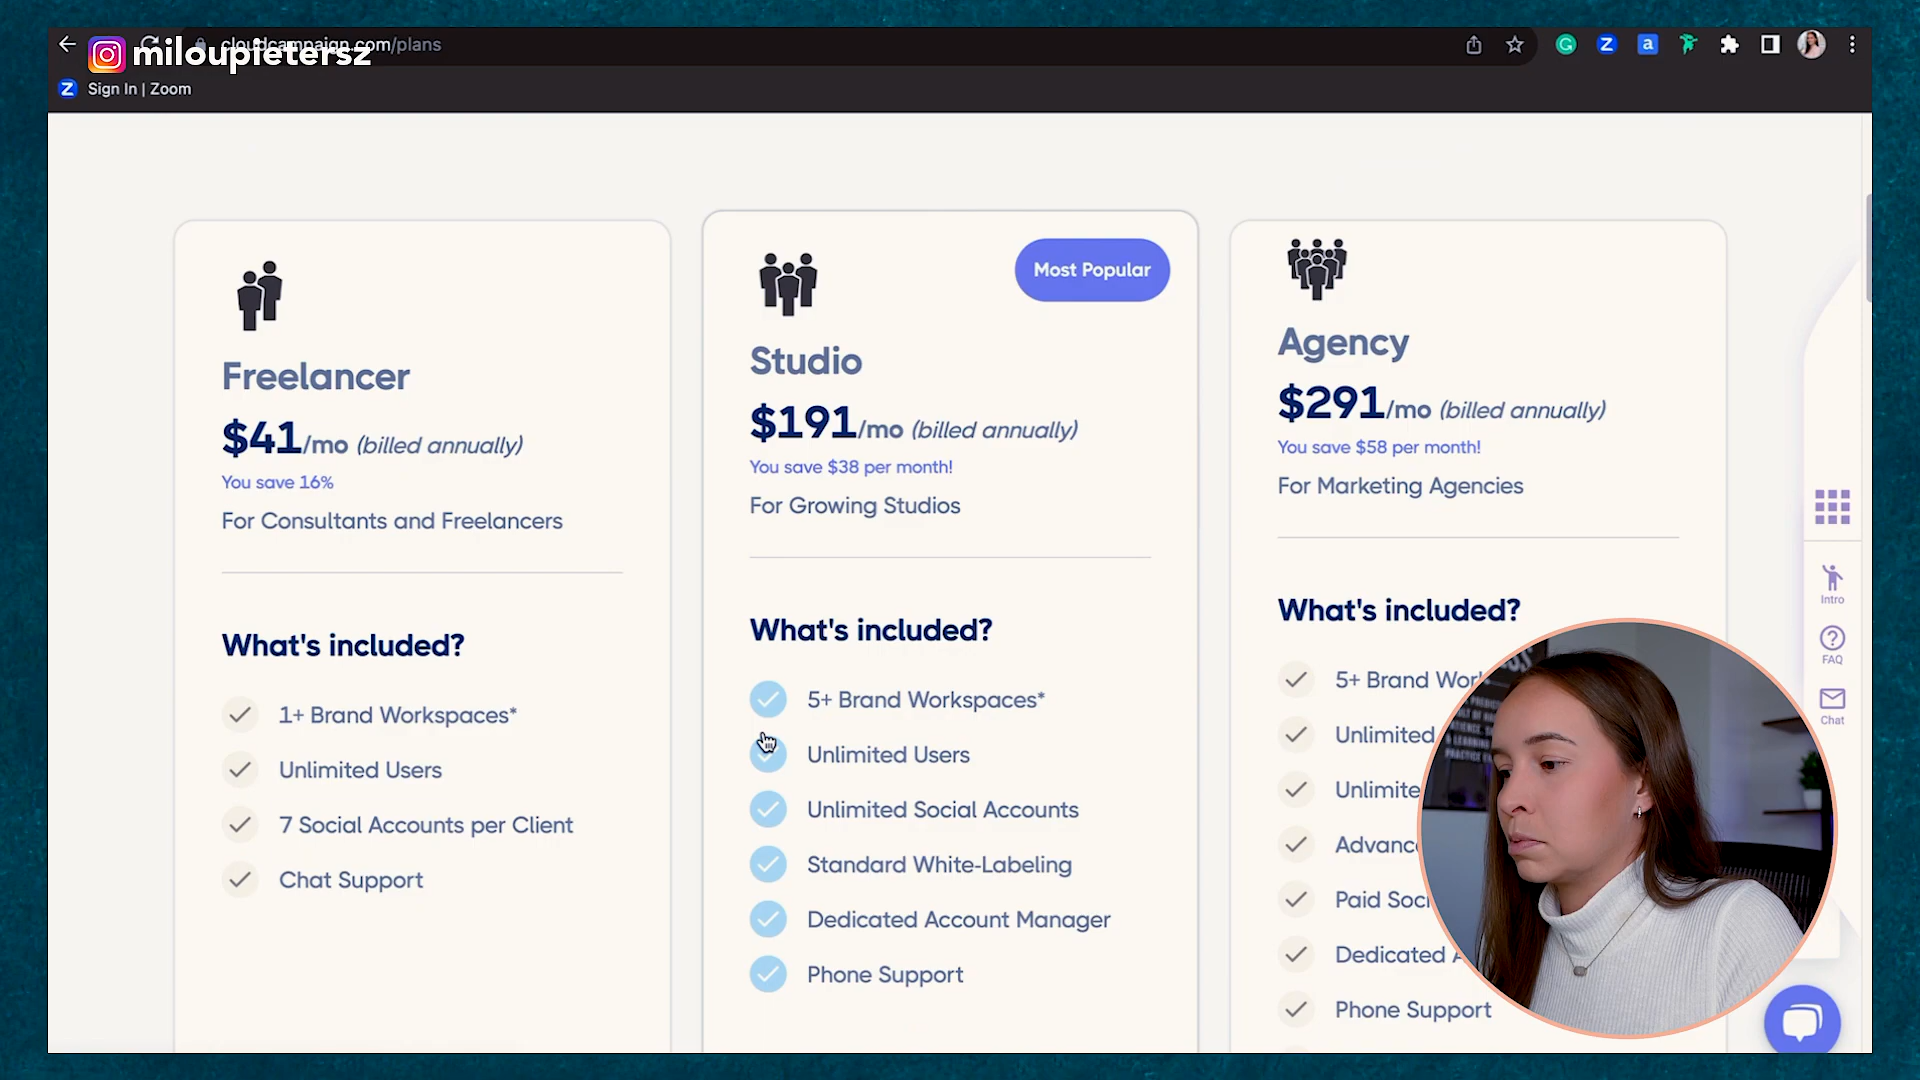 cloudcampaign.com/plans
miloupietersz
Sign In | Zoom
Freelancer
$41/mo (billed annually)
You save 16%
For Consultants and Freelancers
What's included?
1+ Brand Workspaces*
Unlimited Users
7 Social Accounts per Client
Chat Support
Most Popular
Studio
$191/mo (billed annually)
You save $38 per month!
For Growing Studios
What's included?
5+ Brand Workspaces*
Unlimited Users
Unlimited Social Accounts
Standard White-Labeling
Dedicated Account Manager
Phone Support
Agency
$291/mo (billed annually)
You save $58 per month!
For Marketing Agencies
What's included?
5+ Brand
Unlimited
Paid
Dedicated
Phone Support
Intro
FAQ
Chat